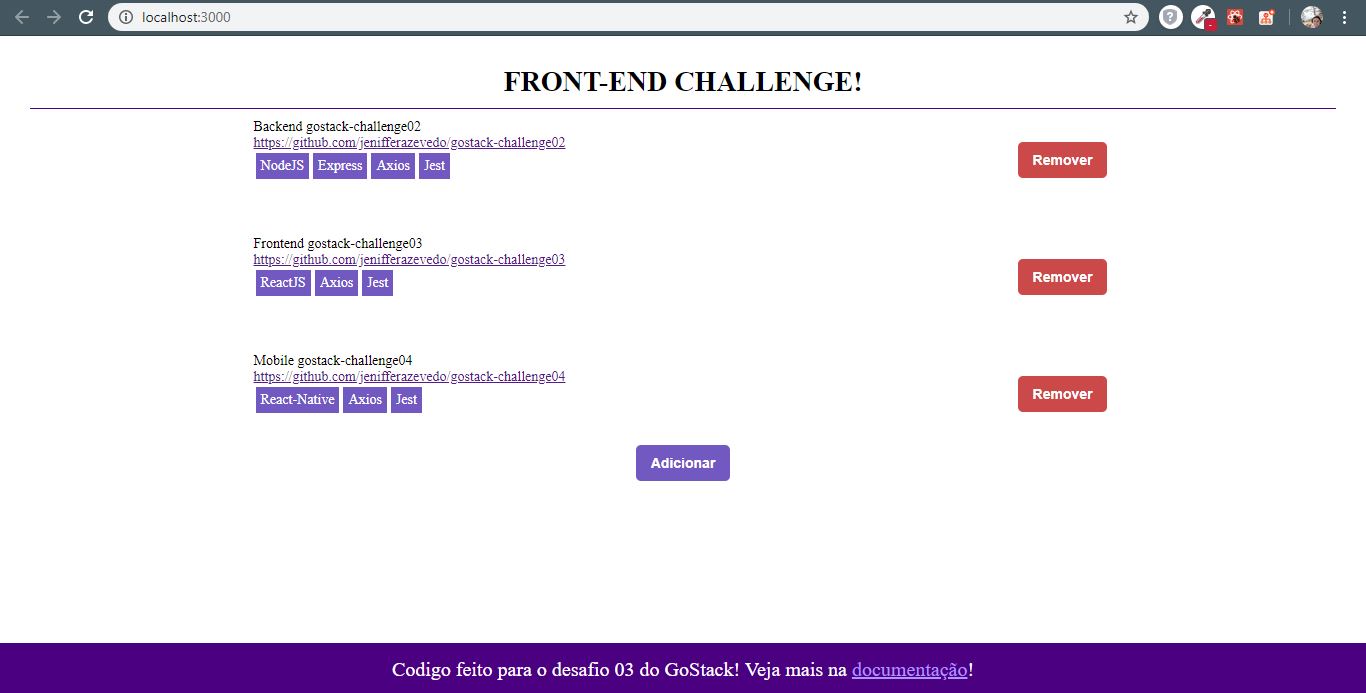 localhost:3000
FRONT-END CHALLENGE!
Backend gostack-challenge02
https://github.com/jenifferazevedo/gostack-challenge02
NodeJS Express Axios Jest
Remover
Frontend gostack-challenge03
https://github.com/jenifferazevedo/gostack-challenge03
ReactJS Axios Jest
Remover
Mobile gostack-challenge04
https://github.com/jenifferazevedo/gostack-challenge04
React-Native Axios Jest
Remover
Adicionar
Codigo feito para o desafio 03 do GoStack! Veja mais na documentação!